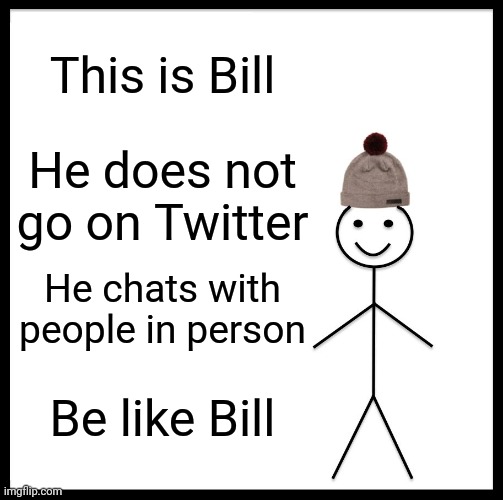 This is Bill
He does not
go on Twitter
He chats with
people in person
Be like Bill
imgflip.com